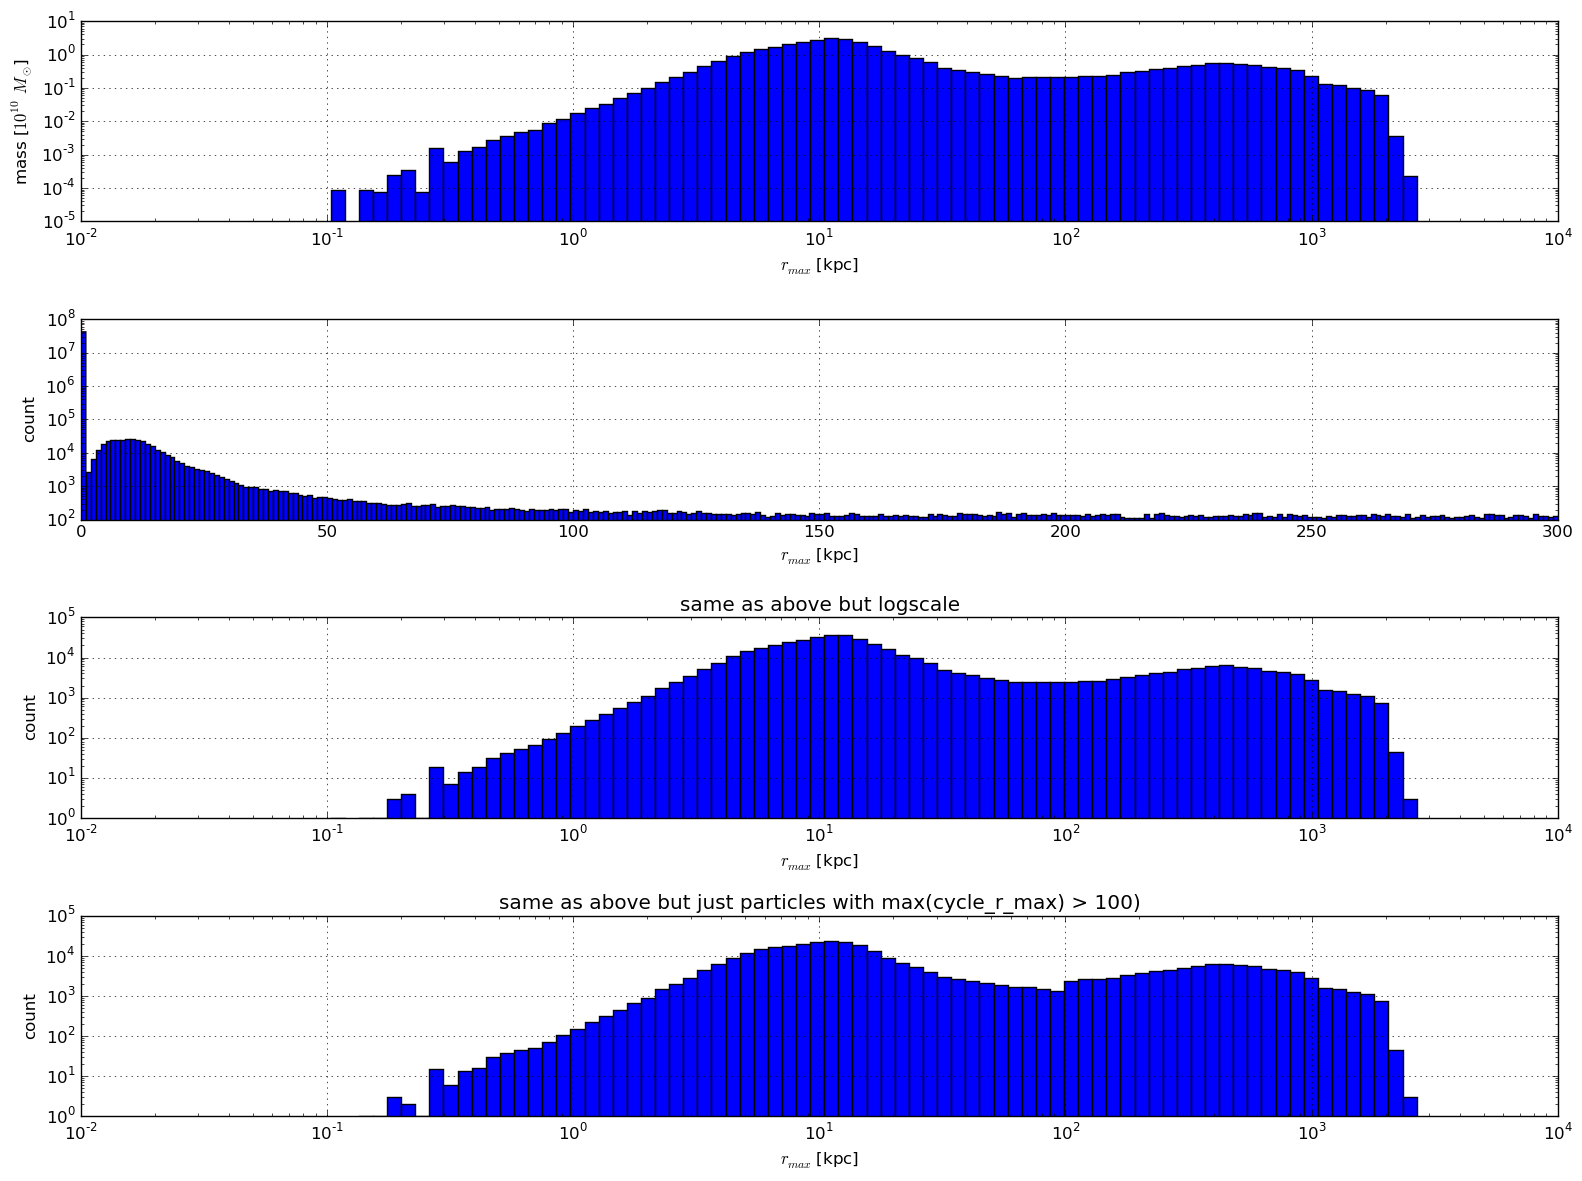 10^1
10^0
10^-1
10^-2
10^-3
10^-4
10^-5
mass [10^10 M_⊙]
10^-2 10^-1 10^0 10^1 10^2 10^3 10^4
r_max [kpc]
10^8
10^7
10^6
10^5
10^4
10^3
10^2
count
0 50 100 150 200 250 300
r_max [kpc]
same as above but logscale
10^5
10^4
10^3
10^2
10^1
10^0
count
10^-2 10^-1 10^0 10^1 10^2 10^3 10^4
r_max [kpc]
same as above but just particles with max(cycle_r_max) > 100)
10^5
10^4
10^3
10^2
10^1
10^0
count
10^-2 10^-1 10^0 10^1 10^2 10^3 10^4
r_max [kpc]